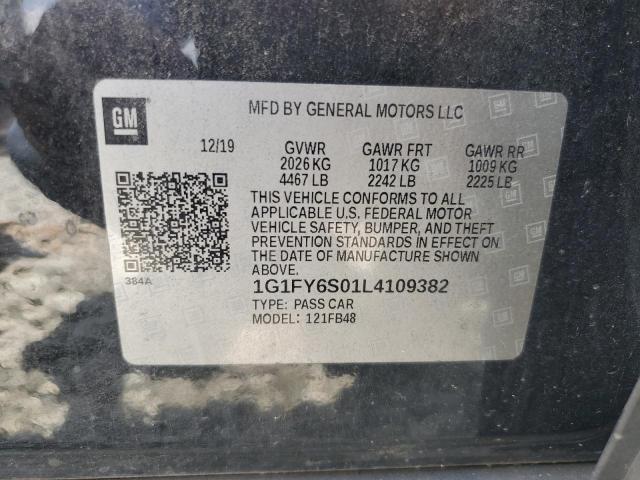 GM
MFD BY GENERAL MOTORS LLC
12/19 GVWR GAWR FRT GAWR RR
2026 KG 1017 KG 1009 KG
4467 LB 2242 LB 2225 LB
THIS VEHICLE CONFORMS TO ALL
APPLICABLE U.S. FEDERAL MOTOR
VEHICLE SAFETY, BUMPER, AND THEFT
PREVENTION STANDARDS IN EFFECT ON
THE DATE OF MANUFACTURE SHOWN
ABOVE.
384A
1G1FY6S01L4109382
TYPE: PASS CAR
MODEL: 121FB48